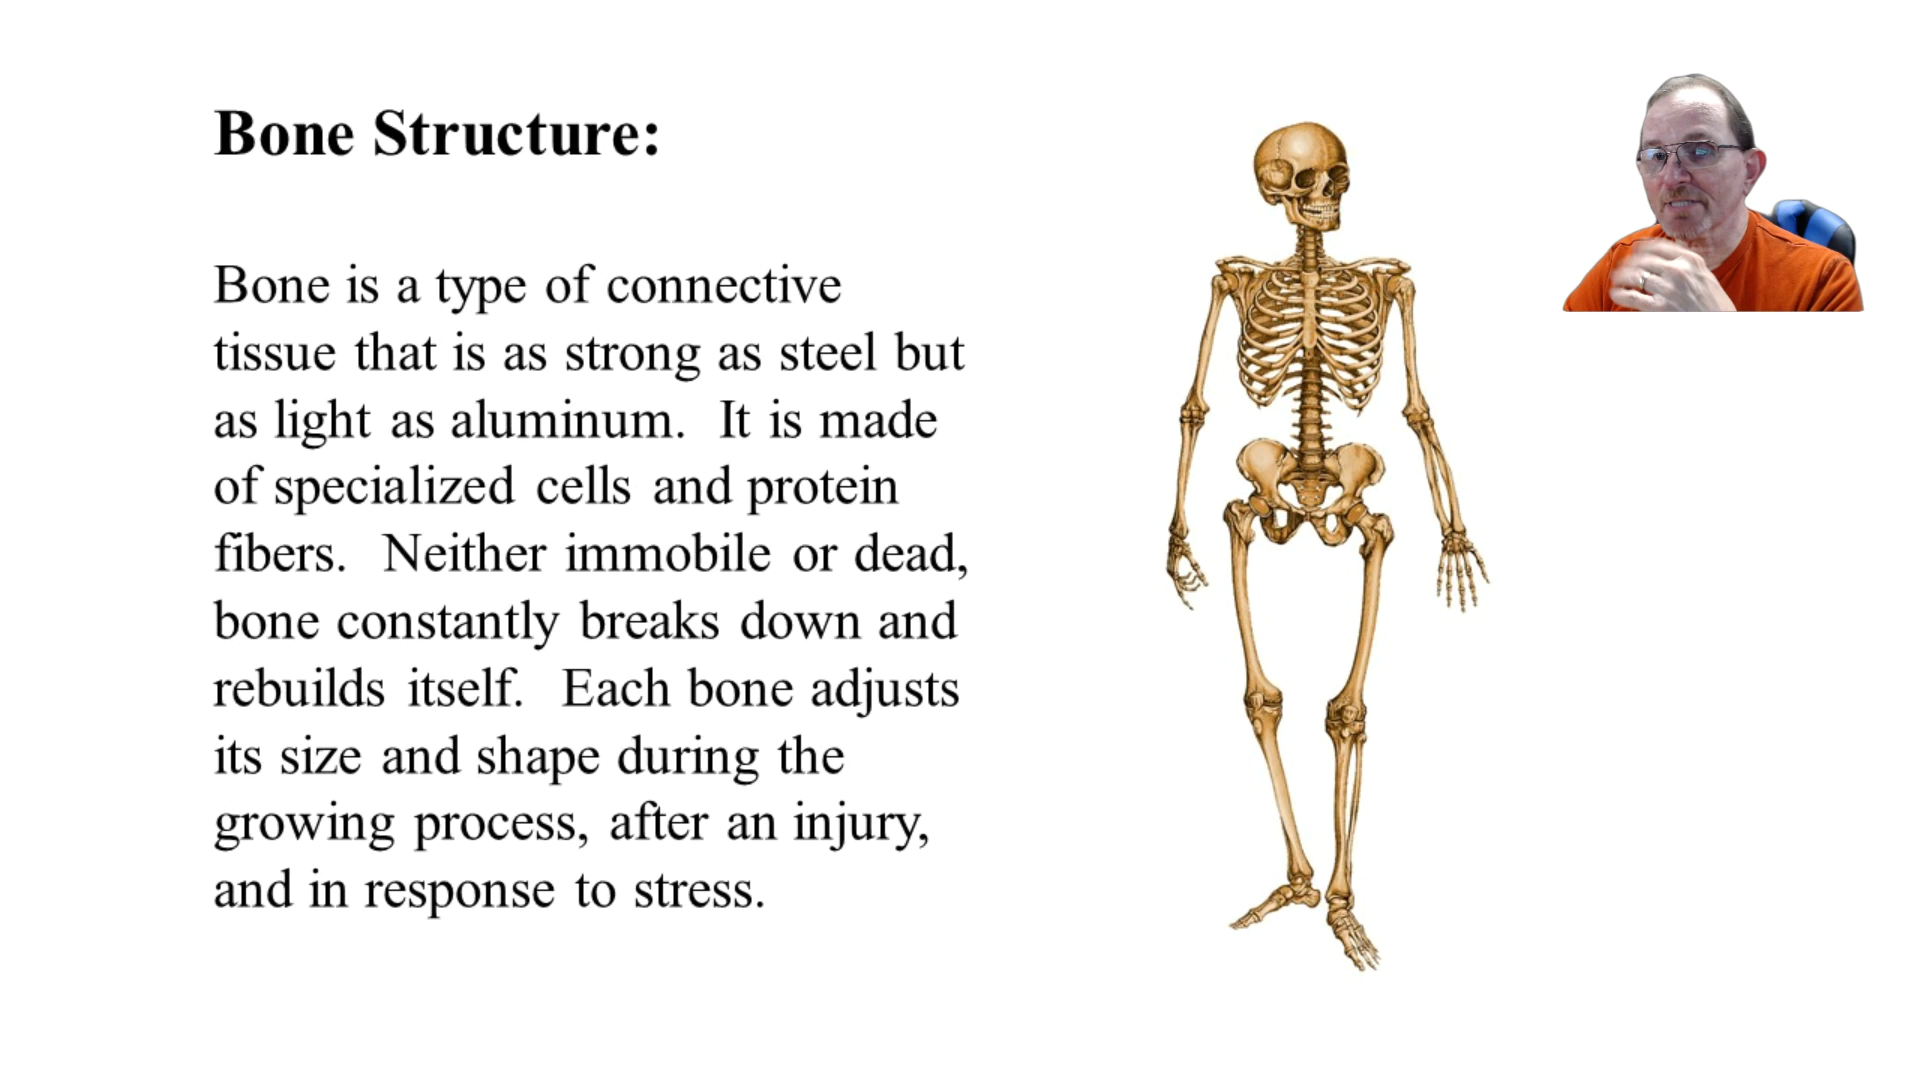 Bone Structure:
Bone is a type of connective
tissue that is as strong as steel but
as light as aluminum. It is made
of specialized cells and protein
fibers. Neither immobile or dead,
bone constantly breaks down and
rebuilds itself. Each bone adjusts
its size and shape during the
growing process, after an injury,
and in response to stress.